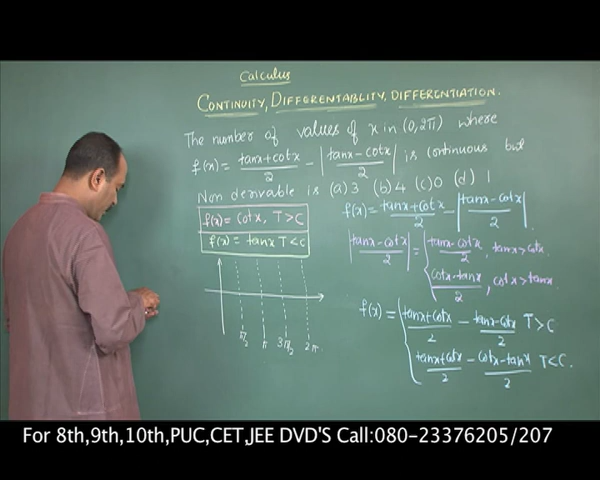 Calculus
CONTINUITY, DIFFERENTABLITY, DIFFERENTIATION.
The number of values of x in (0, 2π) where
f(x) = (tanx+cotx)/2 - |(tanx-cotx)/2| is continuous but
Non derivable is (a) 3 (b) 4 (c) 0 (d) 1
f(x) = cotx, T>C
f(x) = tanx T<C
f(x) = (tanx+cotx)/2 - |(tanx-cotx)/2|
|(tanx-cotx)/2| = { (tanx-cotx)/2, tanx>cotx
(cotx-tanx)/2, cotx>tanx
f(x) = { (tanx+cotx)/2 - (tanx-cotx)/2 T>C
(tanx+cotx)/2 - (cotx-tanx)/2 T<C.
π/2 π 3π/2 2π
For 8th,9th,10th,PUC,CET,JEE DVD'S Call:080-23376205/207